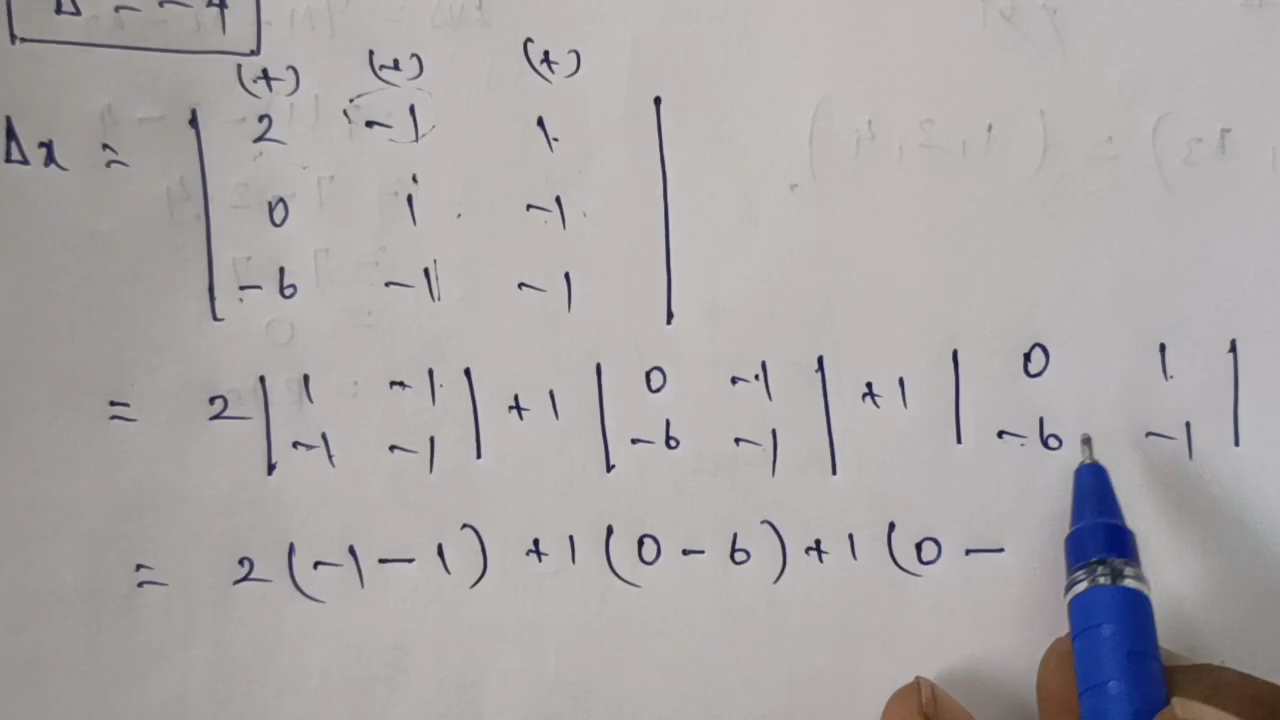 Δ = -4
(+) (+) (+)
Δx = | 2 -1 1 |
| 0 1 -1 |
| -6 -1 -1 |
= 2 | 1 -1 | +1 | 0 -1 | +1 | 0 1 |
| -1 -1 | | -6 -1 | | -6 -1 |
= 2(-1-1) +1(0-6)+1(0-